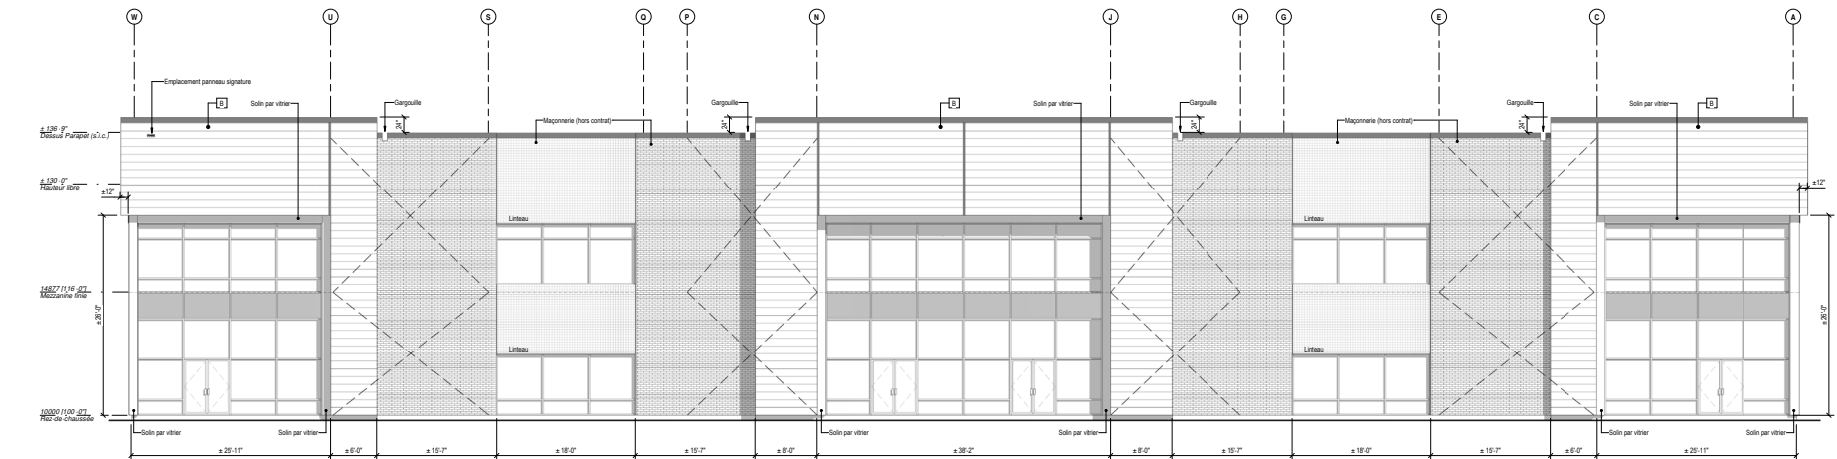 W U S Q P N J H G E C A
Emplacement panneau signature
B Solin par vitrier Gargouille Gargouille B Solin par vitrier Gargouille Gargouille Solin par vitrier B
24" Maçonnerie (hors contrat) 24" 24" Maçonnerie (hors contrat) 24"
± 136'-9"
Dessus Parapet (s.i.c.)
± 130'-0"
Hauteur libre
±12" ±12"
Linteau Linteau
14877 [116'-0"]
Mezzanine finie
± 26'-0" ± 26'-0"
Linteau Linteau
10000 [100'-0"]
Rez-de-chaussée
Solin par vitrier Solin par vitrier Solin par vitrier Solin par vitrier Solin par vitrier Solin par vitrier
± 25'-11" ± 6'-0" ± 15'-7" ± 18'-0" ± 15'-7" ± 8'-0" ± 38'-2" ± 8'-0" ± 15'-7" ± 18'-0" ± 15'-7" ± 6'-0" ± 25'-11"